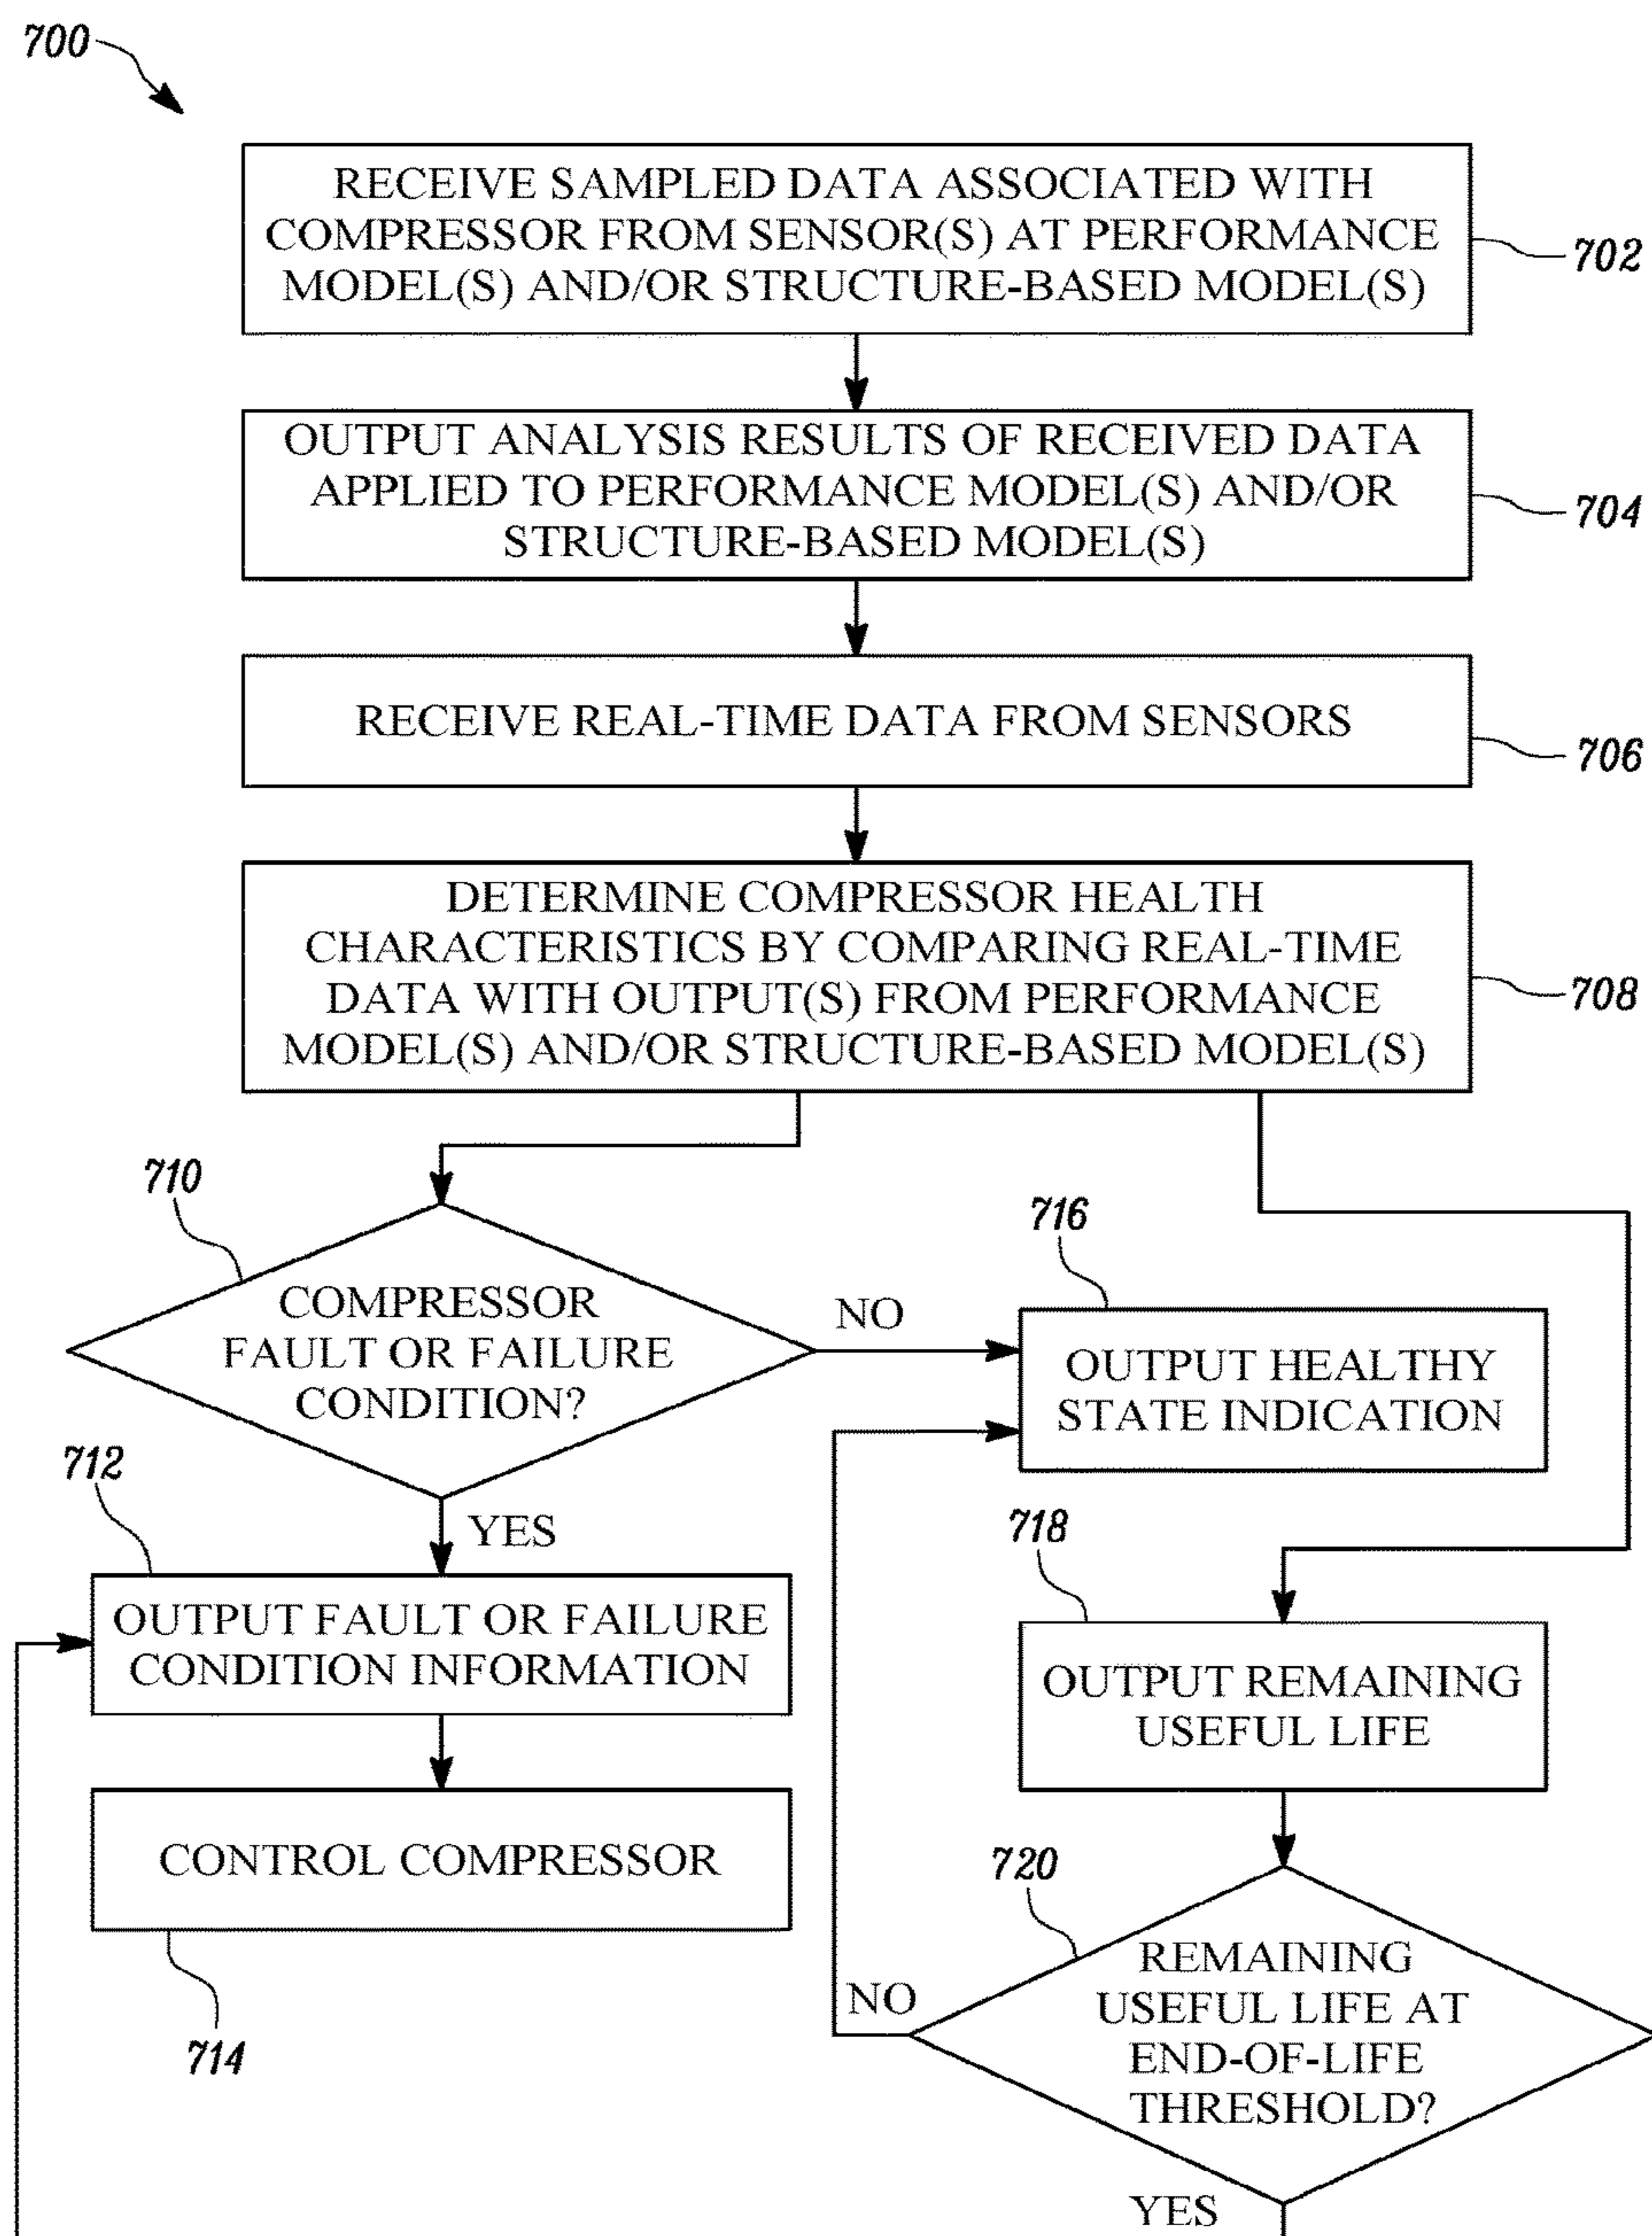 700
RECEIVE SAMPLED DATA ASSOCIATED WITH
COMPRESSOR FROM SENSOR(S) AT PERFORMANCE
MODEL(S) AND/OR STRUCTURE-BASED MODEL(S)
702
OUTPUT ANALYSIS RESULTS OF RECEIVED DATA
APPLIED TO PERFORMANCE MODEL(S) AND/OR
STRUCTURE-BASED MODEL(S)
704
RECEIVE REAL-TIME DATA FROM SENSORS
706
DETERMINE COMPRESSOR HEALTH
CHARACTERISTICS BY COMPARING REAL-TIME
DATA WITH OUTPUT(S) FROM PERFORMANCE
MODEL(S) AND/OR STRUCTURE-BASED MODEL(S)
708
710
COMPRESSOR
FAULT OR FAILURE
CONDITION?
NO
716
OUTPUT HEALTHY
STATE INDICATION
YES
712
OUTPUT FAULT OR FAILURE
CONDITION INFORMATION
CONTROL COMPRESSOR
714
718
OUTPUT REMAINING
USEFUL LIFE
720
REMAINING
USEFUL LIFE AT
END-OF-LIFE
THRESHOLD?
NO
YES